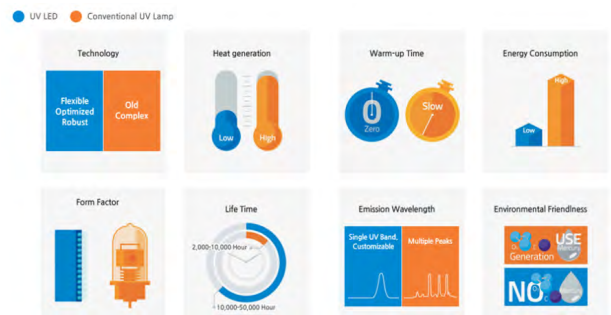 UV LED
Conventional UV Lamp
Technology
Flexible
Optimized
Robust
Old
Complex
Heat generation
Low
High
Warm-up Time
0
Zero
Slow
Energy Consumption
Low
High
Form Factor
Life Time
2,000-10,000 Hour
10,000-50,000 Hour
Emission Wavelength
Single UV Band,
Customizable
Multiple Peaks
Environmental Friendlness
USE
Generation
NO